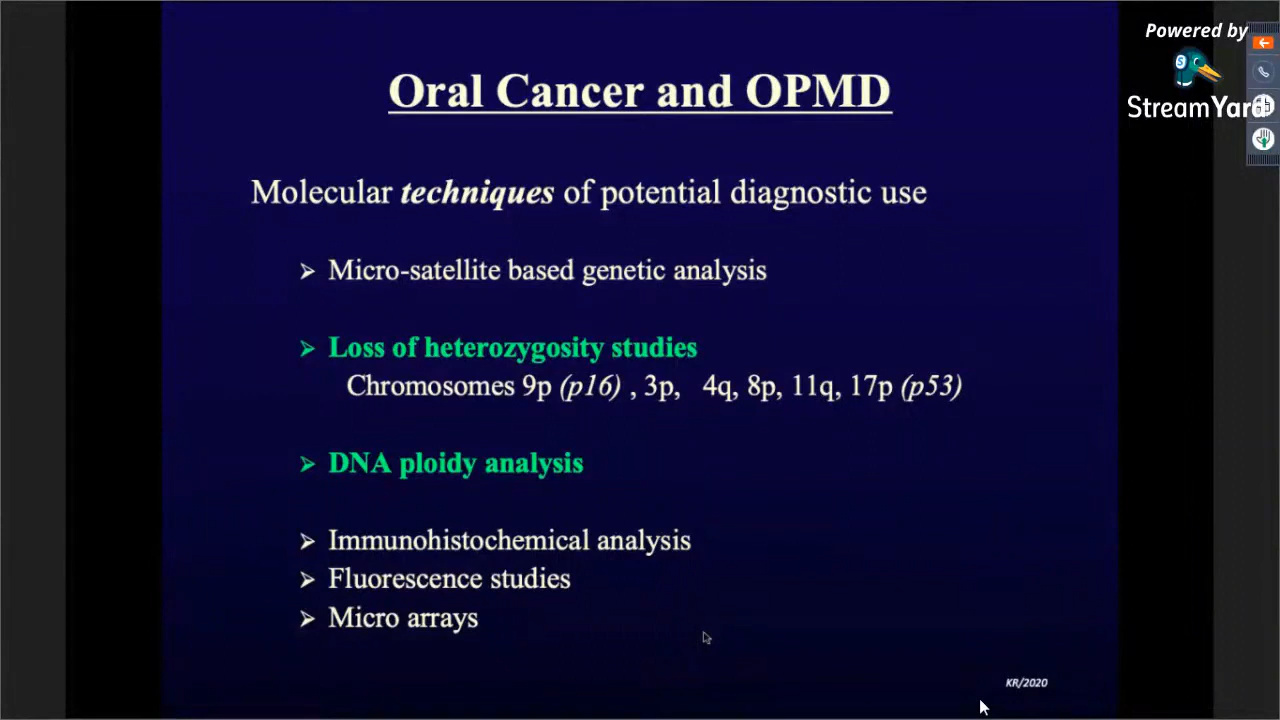 Powered by
StreamYard
Oral Cancer and OPMD
Molecular techniques of potential diagnostic use
➢ Micro-satellite based genetic analysis
➢ Loss of heterozygosity studies
Chromosomes 9p (p16) , 3p, 4q, 8p, 11q, 17p (p53)
➢ DNA ploidy analysis
➢ Immunohistochemical analysis
➢ Fluorescence studies
➢ Micro arrays
KR/2020